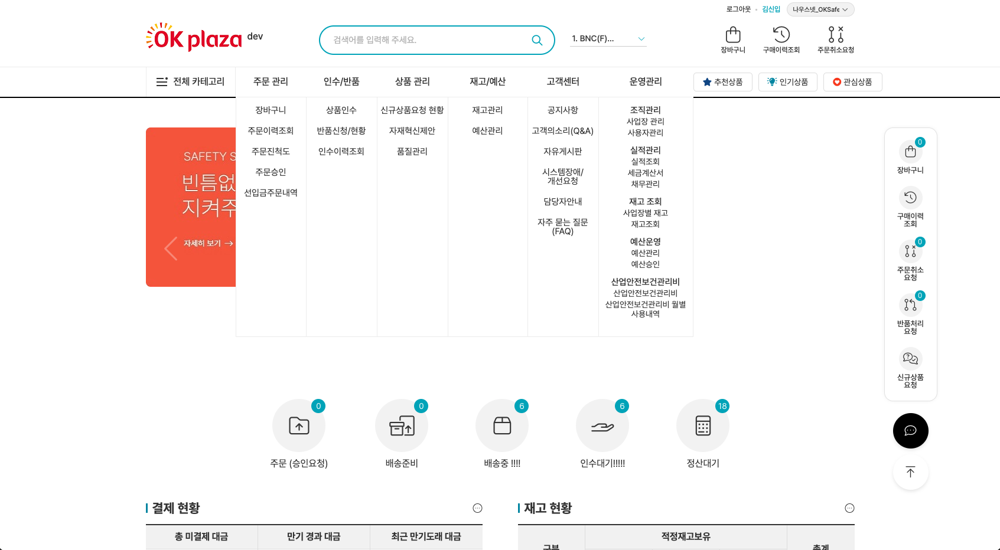 로그아웃
김신입
나우스넷_OKSafe
OK plaza dev
검색어를 입력해 주세요.
1. BNC(F)...
장바구니
구매이력조회
주문취소요청
전체 카테고리
주문 관리
인수/반품
상품 관리
재고/예산
고객센터
운영관리
추천상품
인기상품
관심상품
장바구니
주문이력조회
주문진척도
주문승인
선입금주문내역
상품인수
반품신청/현황
인수이력조회
신규상품요청 현황
자재혁신제안
품질관리
재고관리
예산관리
공지사항
고객의소리(Q&A)
자유게시판
시스템장애/
개선요청
담당자안내
자주 묻는 질문
(FAQ)
조직관리
사업장 관리
사용자관리
실적관리
실적조회
세금계산서
채무관리
재고 조회
사업장별 재고
재고조회
예산운영
예산관리
예산승인
산업안전보건관리비
산업안전보건관리비
산업안전보건관리비 월별
사용내역
SAFETY S
빈틈없
지켜주
자세히 보기
0
장바구니
구매이력
조회
0
주문취소
요청
0
반품처리
요청
신규상품
요청
0
주문 (승인요청)
0
배송준비
6
배송중 !!!!
6
인수대기!!!!!
18
정산대기
결제 현황
총 미결제 대금
만기 경과 대금
최근 만기도래 대금
재고 현황
구분
적정재고보유
총계